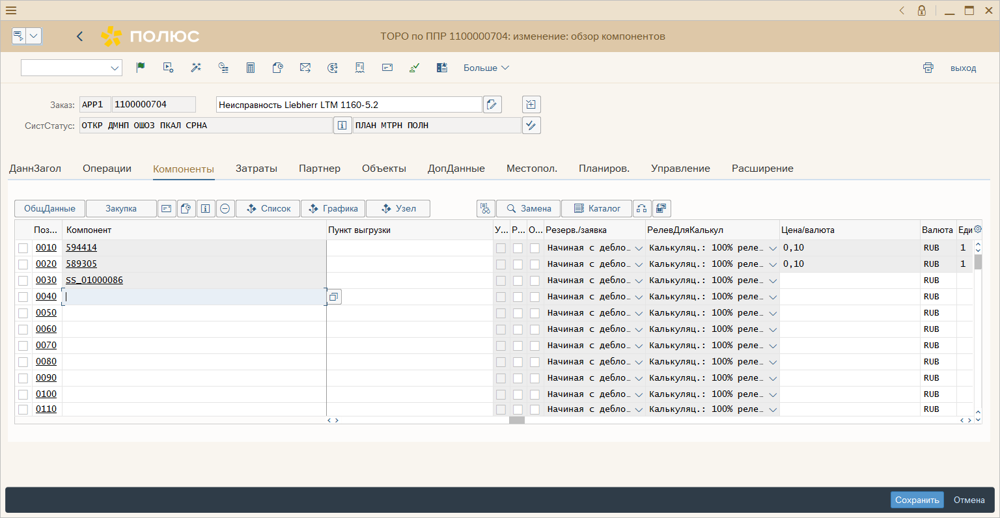 ПОЛЮС
ТОРО по ППР 1100000704: изменение: обзор компонентов
Больше
выход
Заказ: APP1 1100000704 Неисправность Liebherr LTM 1160-5.2
СистСтатус: ОТКР ДМНП ОШОЗ ПКАЛ СРНА ПЛАН МТРН ПОЛН
ДаннЗагол Операции Компоненты Затраты Партнер Объекты ДопДанные Местопол. Планиров. Управление Расширение
ОбщДанные Закупка Список Графика Узел Замена Каталог
Поз... Компонент Пункт выгрузки У... Р... О... Резерв./заявка РелевДляКалькул Цена/валюта Валюта Еди
0010 594414 Начиная с дебло… Калькуляц.: 100% реле… 0,10 RUB 1
0020 589305 Начиная с дебло… Калькуляц.: 100% реле… 0,10 RUB 1
0030 SS_01000086 Начиная с дебло… Калькуляц.: 100% реле… RUB
0040 Начиная с дебло… Калькуляц.: 100% реле… RUB
0050 Начиная с дебло… Калькуляц.: 100% реле… RUB
0060 Начиная с дебло… Калькуляц.: 100% реле… RUB
0070 Начиная с дебло… Калькуляц.: 100% реле… RUB
0080 Начиная с дебло… Калькуляц.: 100% реле… RUB
0090 Начиная с дебло… Калькуляц.: 100% реле… RUB
0100 Начиная с дебло… Калькуляц.: 100% реле… RUB
0110 Начиная с дебло… Калькуляц.: 100% реле… RUB
Сохранить Отмена